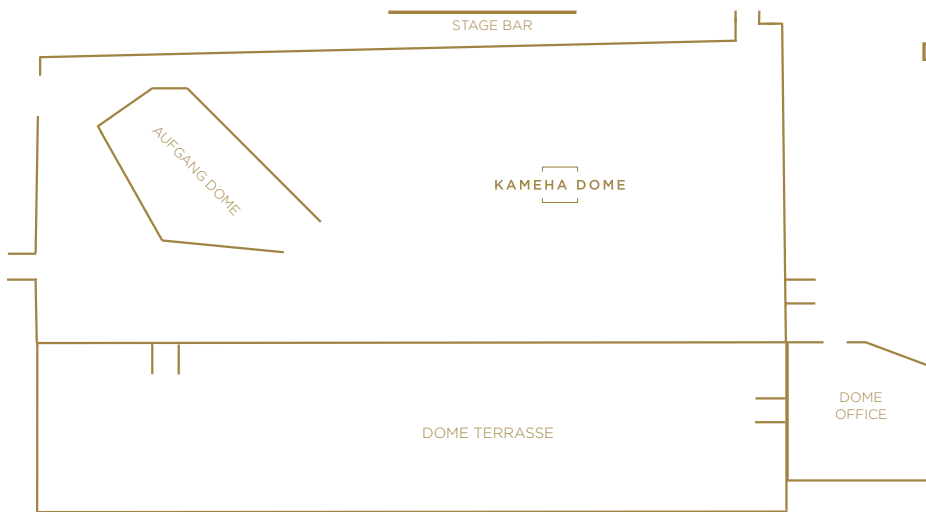 STAGE BAR
AUFGANG DOME
KAMEHA DOME
DOME
OFFICE
DOME TERRASSE